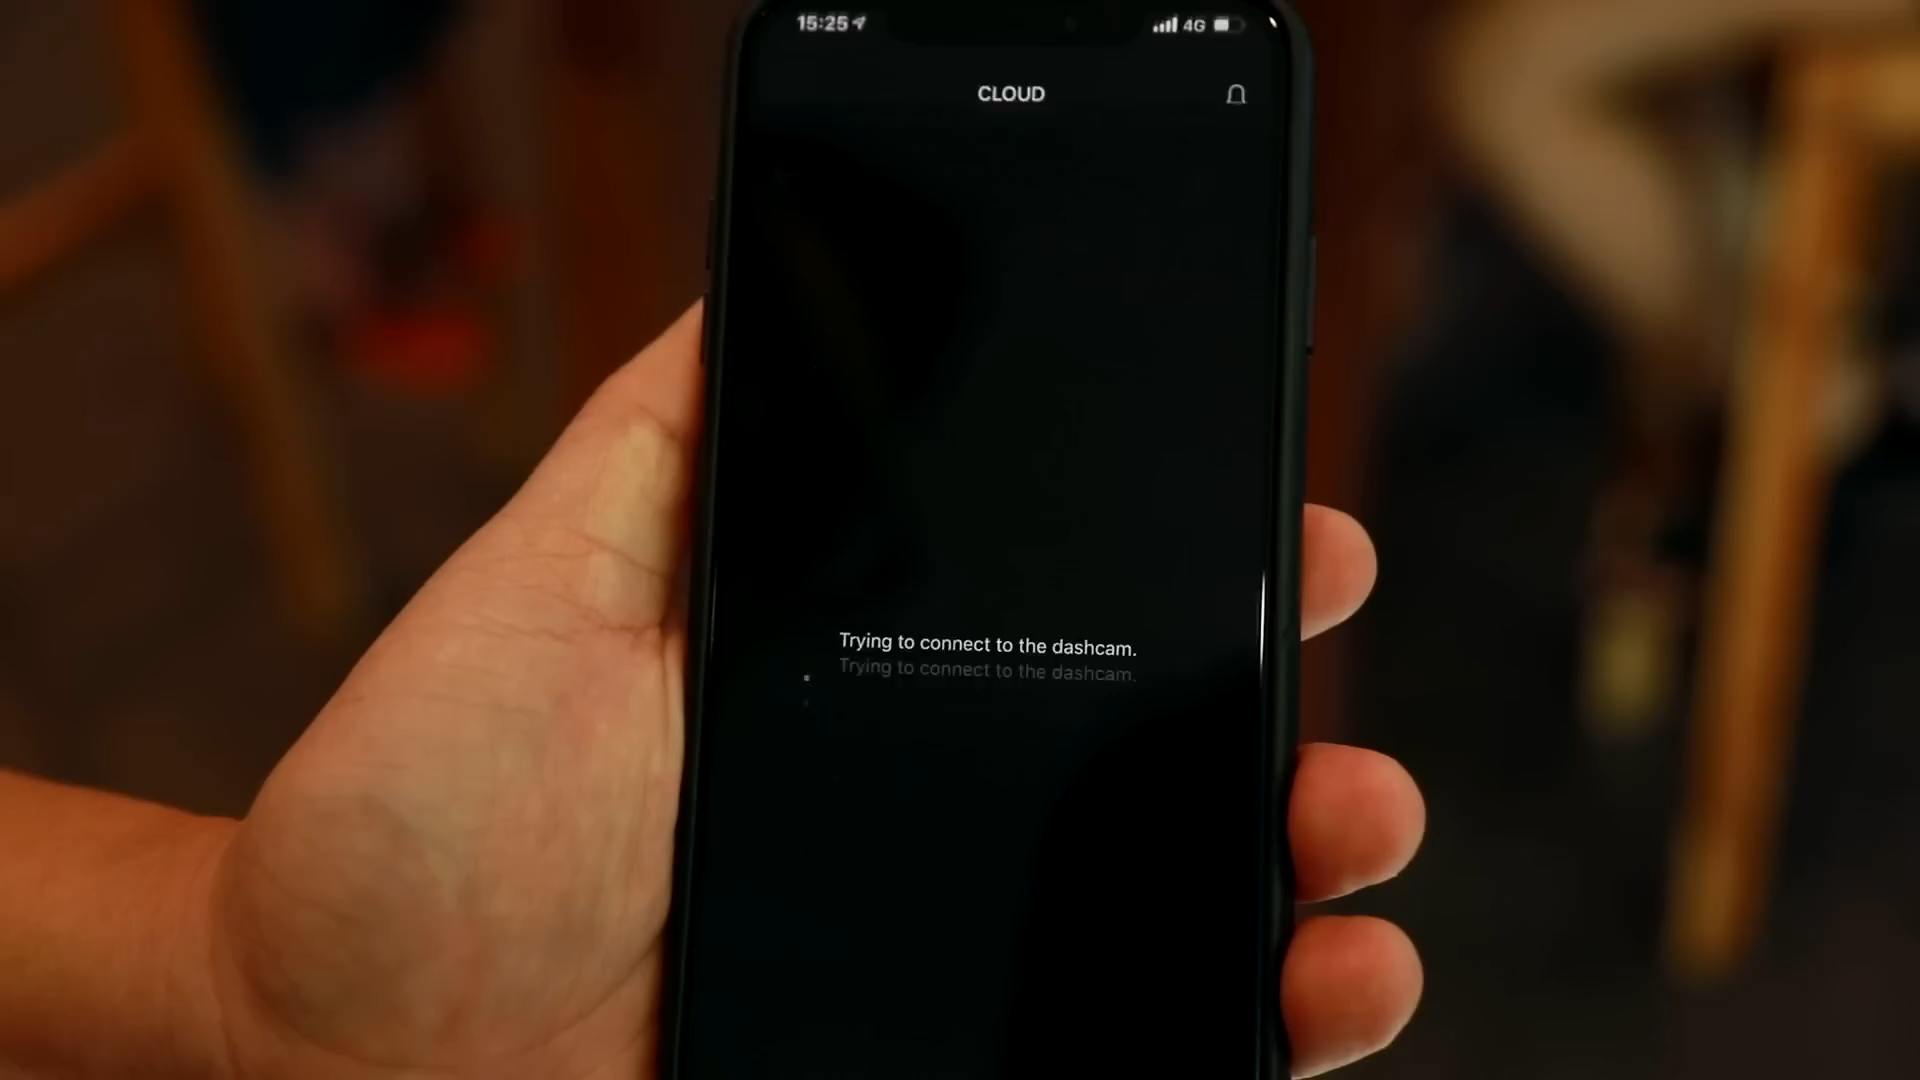 15:25
4G
CLOUD
Trying to connect to the dashcam.
Trying to connect to the dashcam.